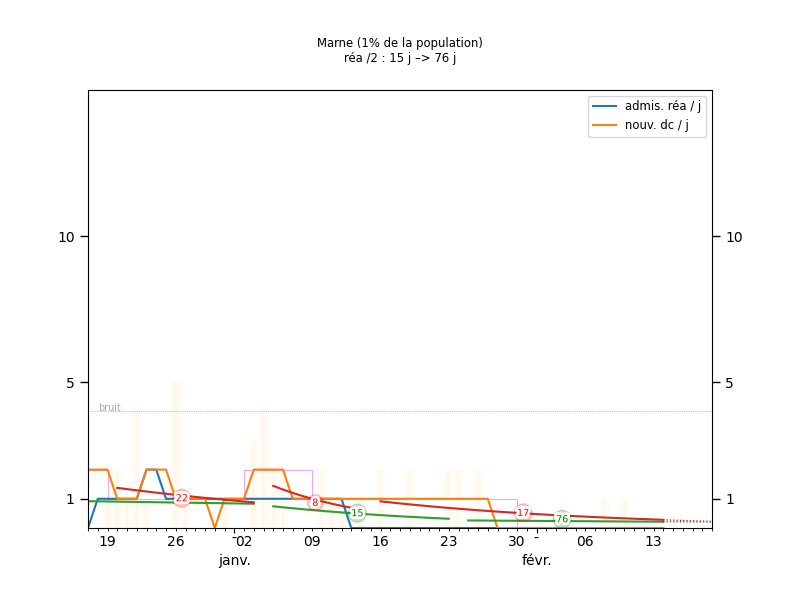 Marne (1% de la population)
réa /2 : 15 j –> 76 j
admis. réa / j
nouv. dc / j
10
10
5
5
bruit
1
1
22
8
15
17
76
19
26
02
09
16
23
30
06
13
janv.
févr.